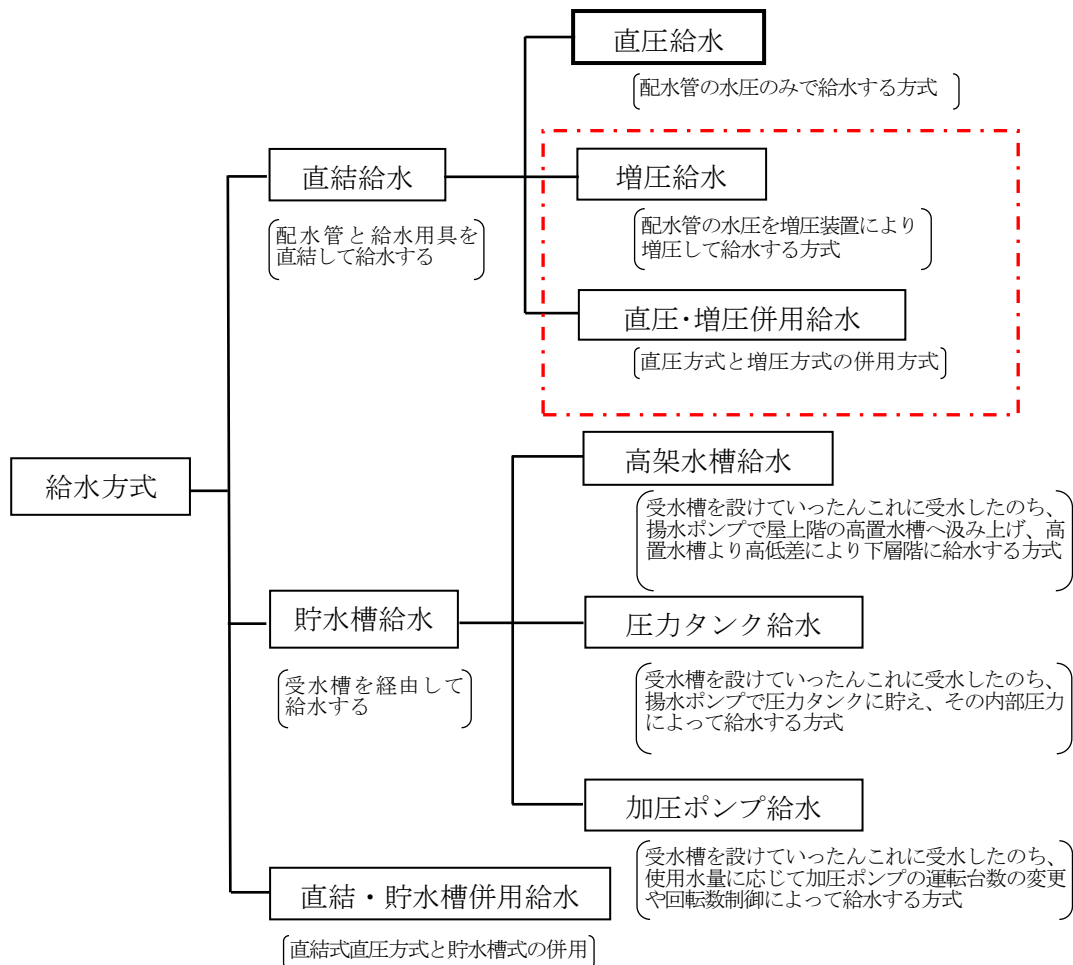 直圧給水
配水管の水圧のみで給水する方式
直結給水
配水管と給水用具を
直結して給水する
増圧給水
配水管の水圧を増圧装置により
増圧して給水する方式
直圧・増圧併用給水
直圧方式と増圧方式の併用方式
給水方式
高架水槽給水
受水槽を設けていったんこれに受水したのち、
揚水ポンプで屋上階の高置水槽へ汲み上げ、高
置水槽より高低差により下層階に給水する方式
貯水槽給水
受水槽を経由して
給水する
圧力タンク給水
受水槽を設けていったんこれに受水したのち、
揚水ポンプで圧力タンクに貯え、その内部圧力
によって給水する方式
加圧ポンプ給水
受水槽を設けていったんこれに受水したのち、
使用水量に応じて加圧ポンプの運転台数の変更
や回転数制御によって給水する方式
直結・貯水槽併用給水
直結式直圧方式と貯水槽式の併用